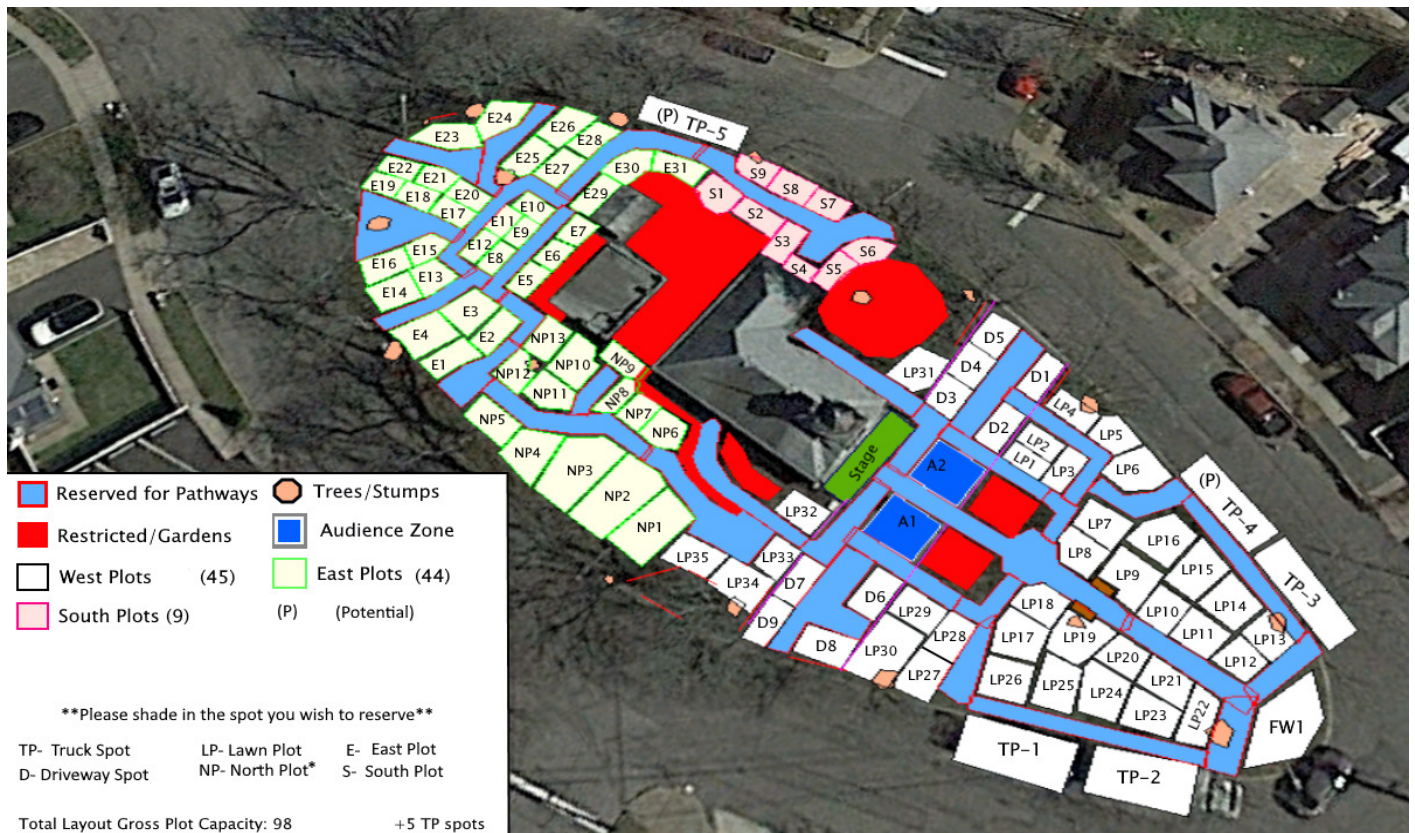 (P) TP-5
E24
E23
E26
E28
E25
E27
E22
E21
E20
E19
E18
E17
E30
E31
E29
S9
S8
S7
S1
S2
S3
S4
S5
S6
E10
E11
E9
E12
E8
E7
E6
E5
E15
E16
E13
E14
E3
E4
E2
E1
NP13
NP10
NP12
NP11
NP9
NP8
NP7
NP6
NP5
NP4
NP3
NP2
NP1
D5
D4
D3
LP31
D1
D2
LP4
LP5
LP6
LP2
LP1
LP3
Stage
A2
A1
LP32
LP33
LP35
LP34
D7
D9
D6
D8
LP29
LP28
LP30
LP27
LP7
LP8
LP16
LP9
LP15
LP10
LP14
LP11
LP13
LP12
LP18
LP17
LP19
LP20
LP26
LP25
LP21
LP24
LP23
LP22
(P)
TP-4
TP-3
FW1
TP-1
TP-2
Reserved for Pathways
Trees/Stumps
Restricted/Gardens
Audience Zone
West Plots (45)
East Plots (44)
South Plots (9)
(P) (Potential)
**Please shade in the spot you wish to reserve**
TP- Truck Spot LP- Lawn Plot E- East Plot
D- Driveway Spot NP- North Plot* S- South Plot
Total Layout Gross Plot Capacity: 98 +5 TP spots